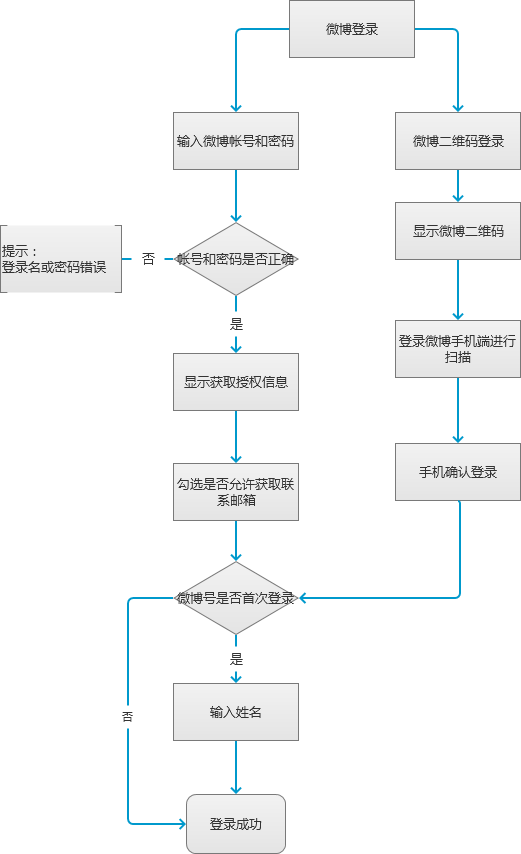 微博登录
输入微博帐号和密码
微博二维码登录
显示微博二维码
提示：
登录名或密码错误
否
帐号和密码是否正确
是
登录微博手机端进行
扫描
显示获取授权信息
手机确认登录
勾选是否允许获取联
系邮箱
微博号是否首次登录
是
否
输入姓名
登录成功